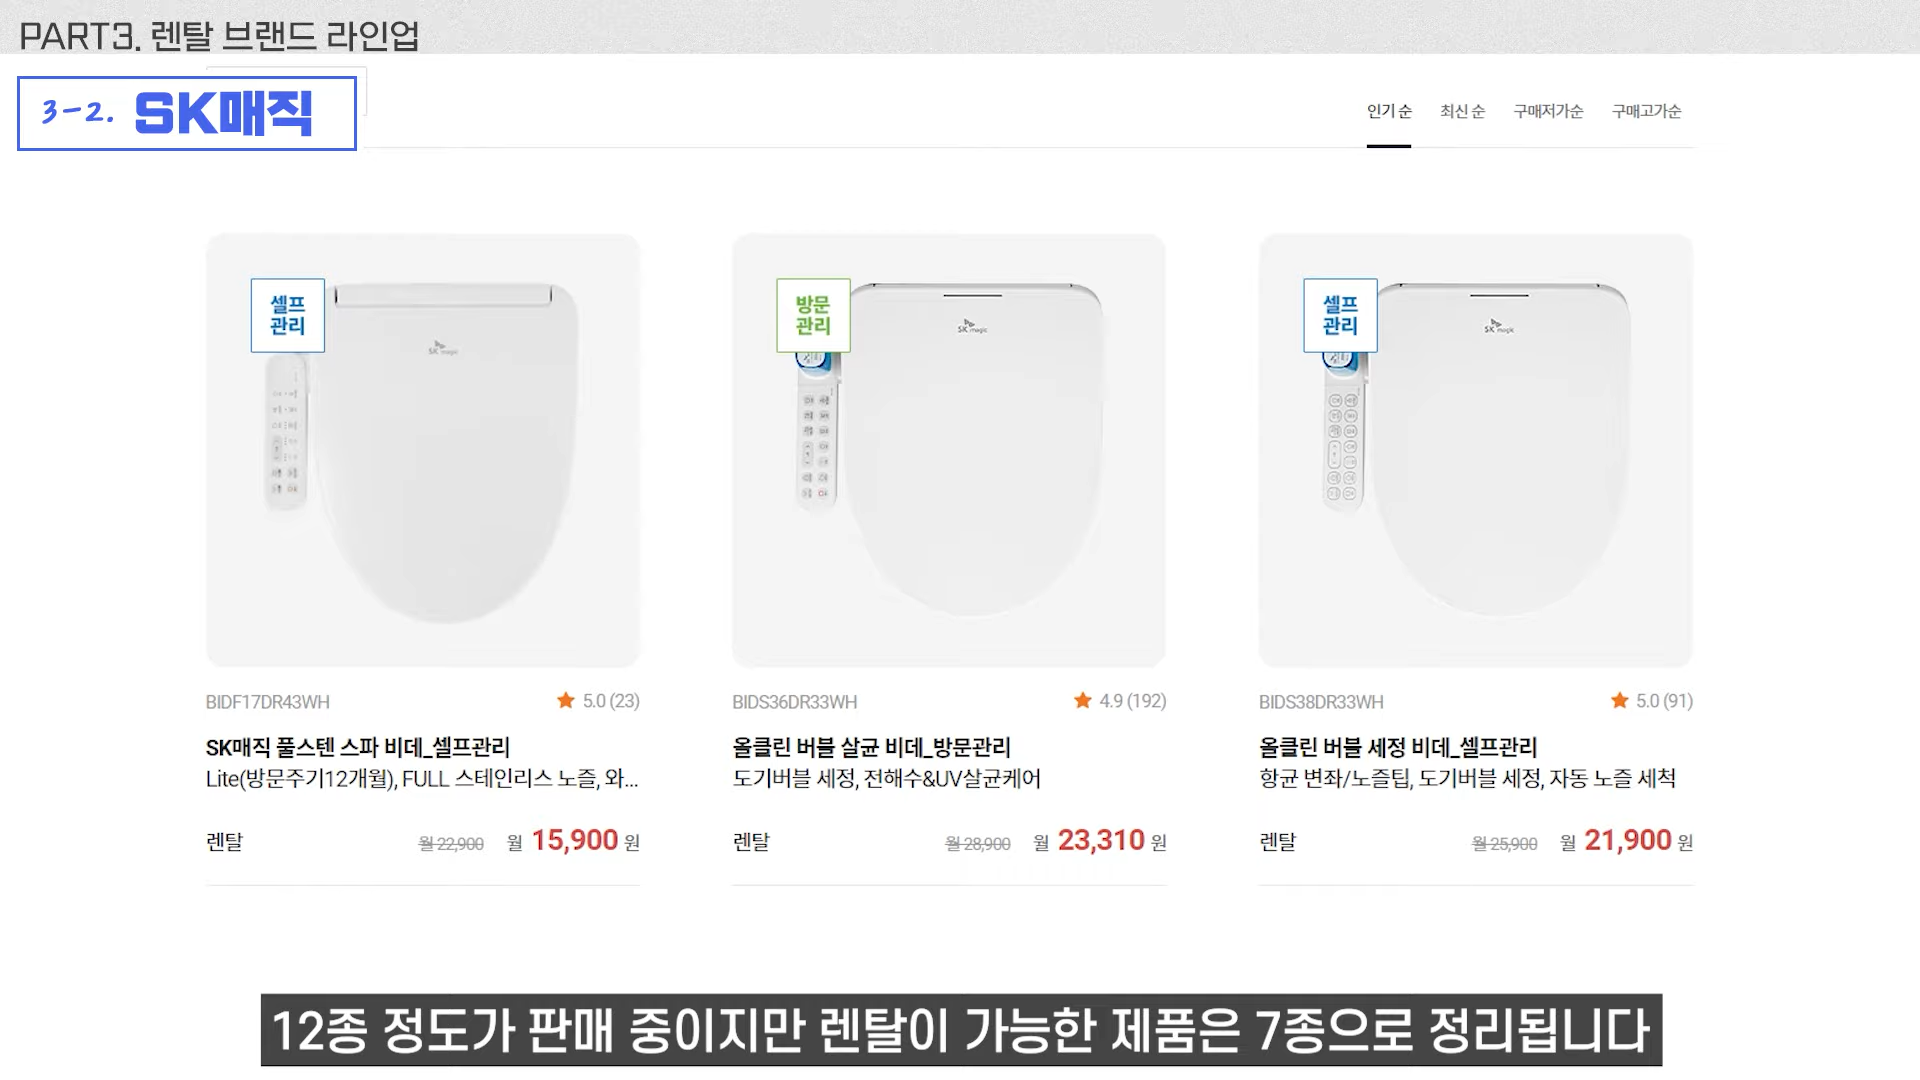 PART3. 렌탈 브랜드 라인업
3-2. SK매직
인기 순 최신 순 구매저가순 구매고가순
셀프
관리
SK magic
방문
관리
SK magic
셀프
관리
SK magic
BIDF17DR43WH ★ 5.0 (23)
SK매직 풀스텐 스파 비데_셀프관리
Lite(방문주기12개월), FULL 스테인리스 노즐, 와...
렌탈 월 22,900 월 15,900 원
BIDS36DR33WH ★ 4.9 (192)
올클린 버블 살균 비데_방문관리
도기버블 세정, 전해수&UV살균케어
렌탈 월 28,900 월 23,310 원
BIDS38DR33WH ★ 5.0 (91)
올클린 버블 세정 비데_셀프관리
항균 변좌/노즐팁, 도기버블 세정, 자동 노즐 세척
렌탈 월 25,900 월 21,900 원
12종 정도가 판매 중이지만 렌탈이 가능한 제품은 7종으로 정리됩니다